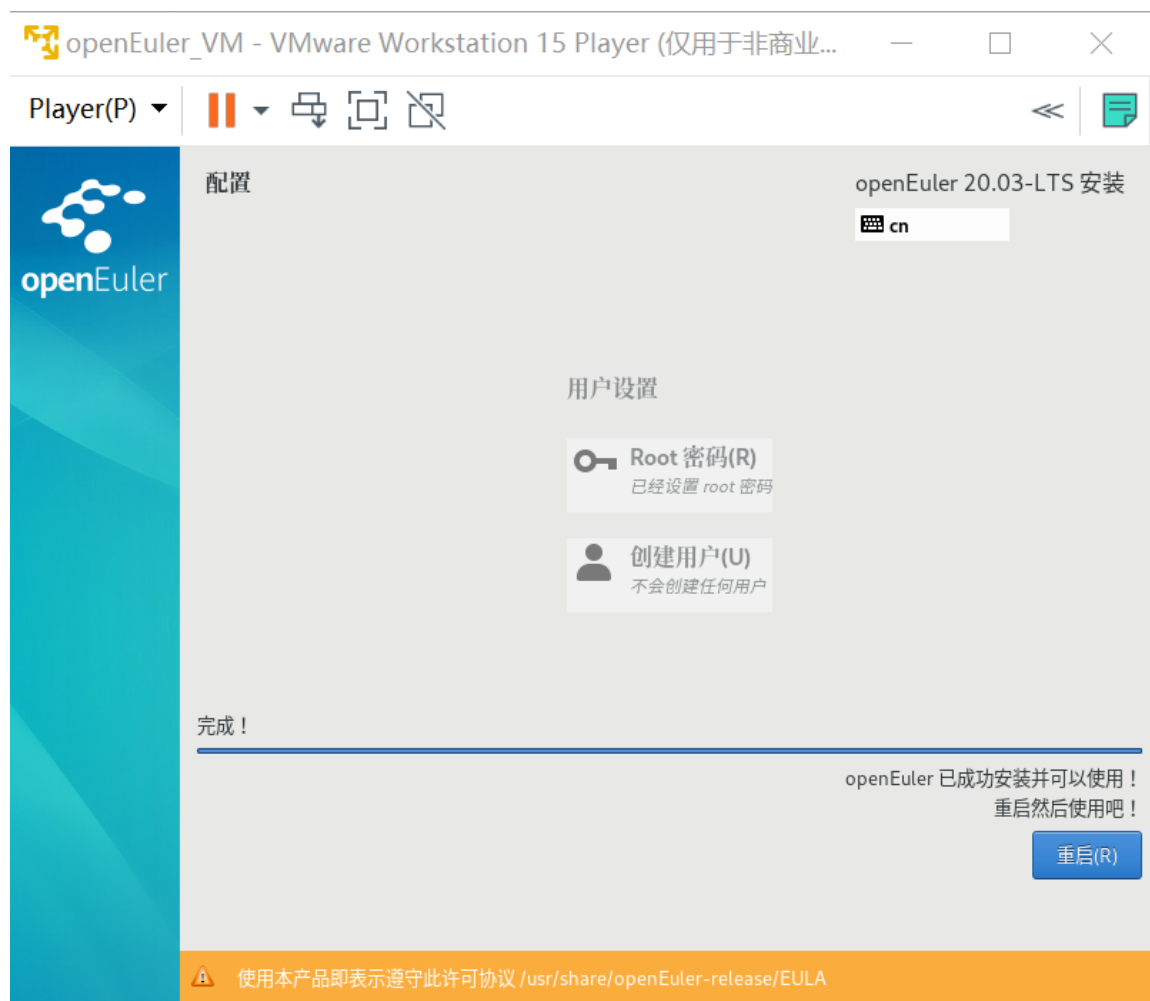 openEuler_VM - VMware Workstation 15 Player (仅用于非商业...
Player(P)
openEuler
配置
openEuler 20.03-LTS 安装
cn
用户设置
Root 密码(R)
已经设置 root 密码
创建用户(U)
不会创建任何用户
完成！
openEuler 已成功安装并可以使用！
重启然后使用吧！
重启(R)
使用本产品即表示遵守此许可协议 /usr/share/openEuler-release/EULA